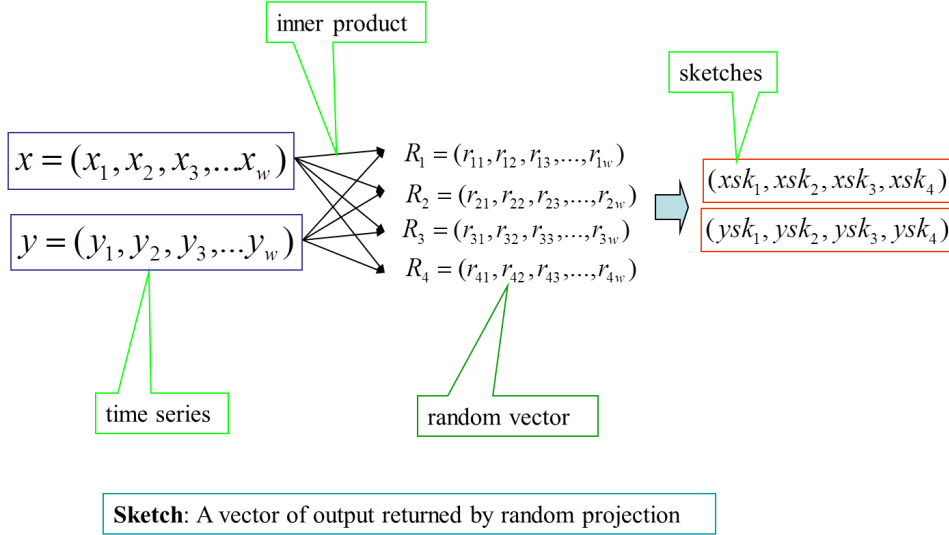 inner product
sketches
x = (x₁, x₂, x₃,...x_w)
R₁ = (r₁₁, r₁₂, r₁₃,..., r₁w)
(xsk₁, xsk₂, xsk₃, xsk₄)
R₂ = (r₂₁, r₂₂, r₂₃,..., r₂w)
y = (y₁, y₂, y₃,...y_w)
R₃ = (r₃₁, r₃₂, r₃₃,..., r₃w)
(ysk₁, ysk₂, ysk₃, ysk₄)
R₄ = (r₄₁, r₄₂, r₄₃,..., r₄w)
time series
random vector
Sketch: A vector of output returned by random projection